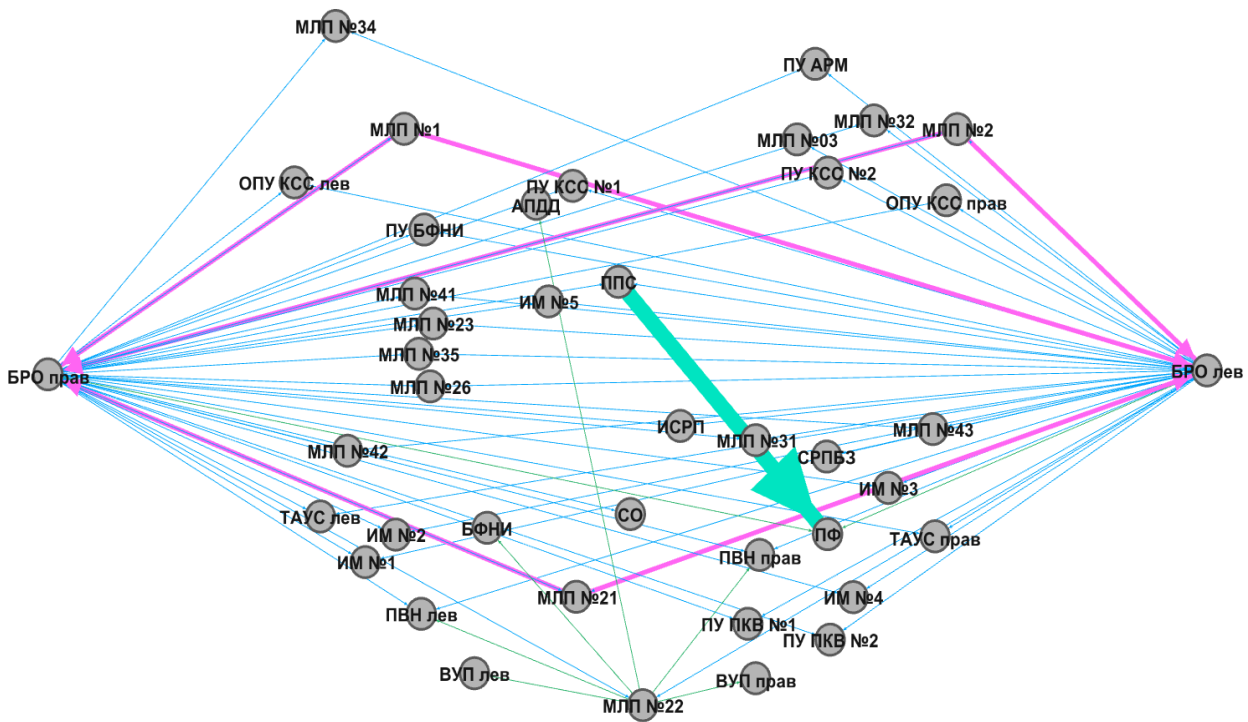 МЛП №34
ПУ АРМ
МЛП №32
МЛП №1
МЛП №2
МЛП №03
ПУ КСС №2
ОПУ КСС лев
ПУ КСС №1
АПДД
ОПУ КСС прав
ПУ БФНИ
ППС
МЛП №41
ИМ №5
МЛП №23
МЛП №35
БРО прав
БРО лев
МЛП №26
ИСРП
МЛП №43
МЛП №31
МЛП №42
СРПБЗ
ИМ №3
ТАУС лев
СО
БФНИ
ИМ №2
ПФ
ТАУС прав
ПВН прав
ИМ №1
МЛП №21
ИМ №4
ПВН лев
ПУ ПКВ №1
ПУ ПКВ №2
ВУП лев
ВУП прав
МЛП №22